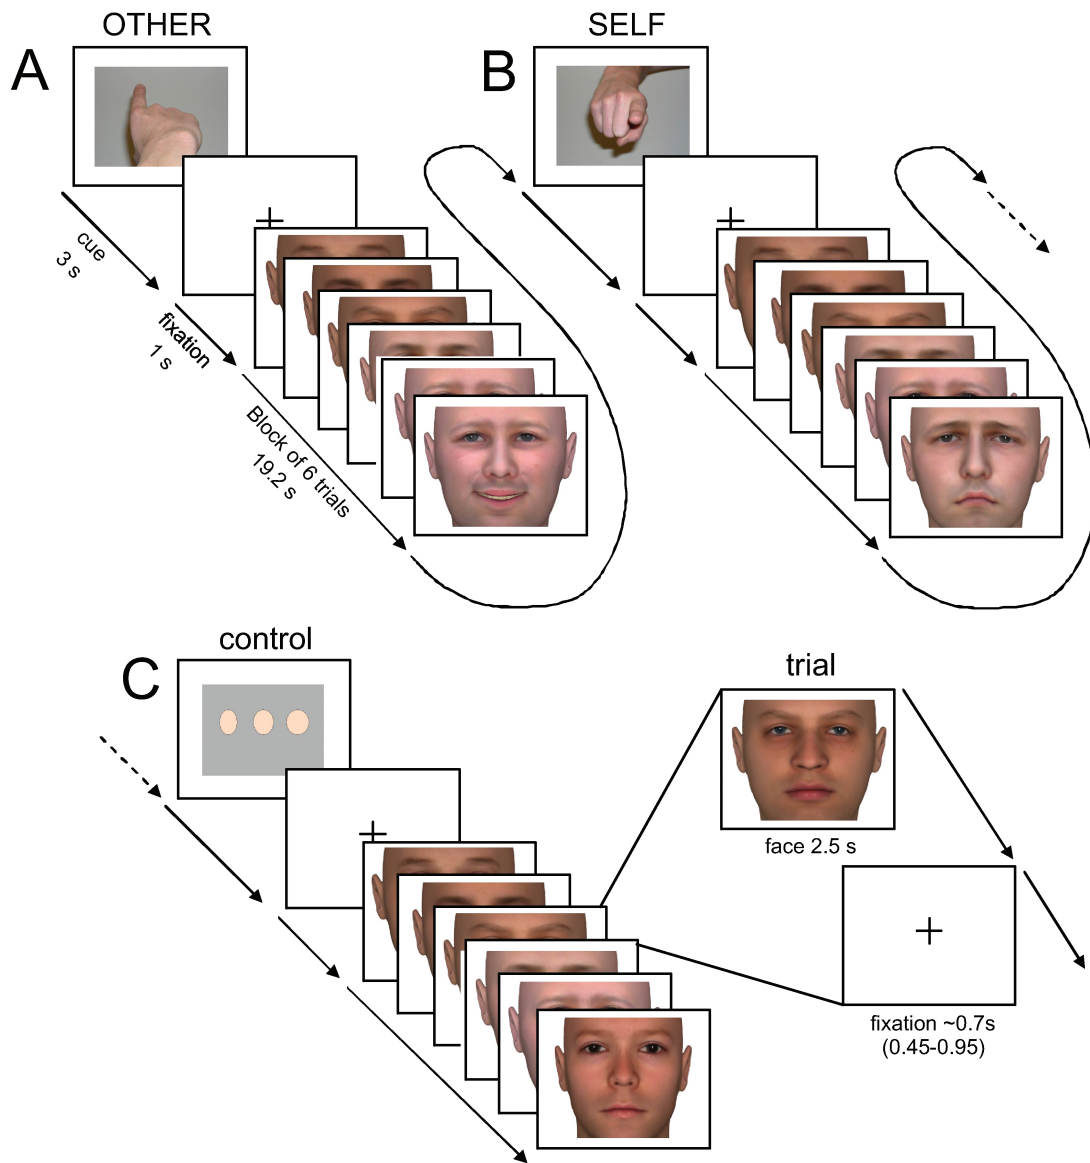 OTHER
A
cue
3 s
fixation
1 s
Block of 6 trials
19.2 s
SELF
B
control
C
trial
face 2.5 s
fixation ~0.7s
(0.45-0.95)